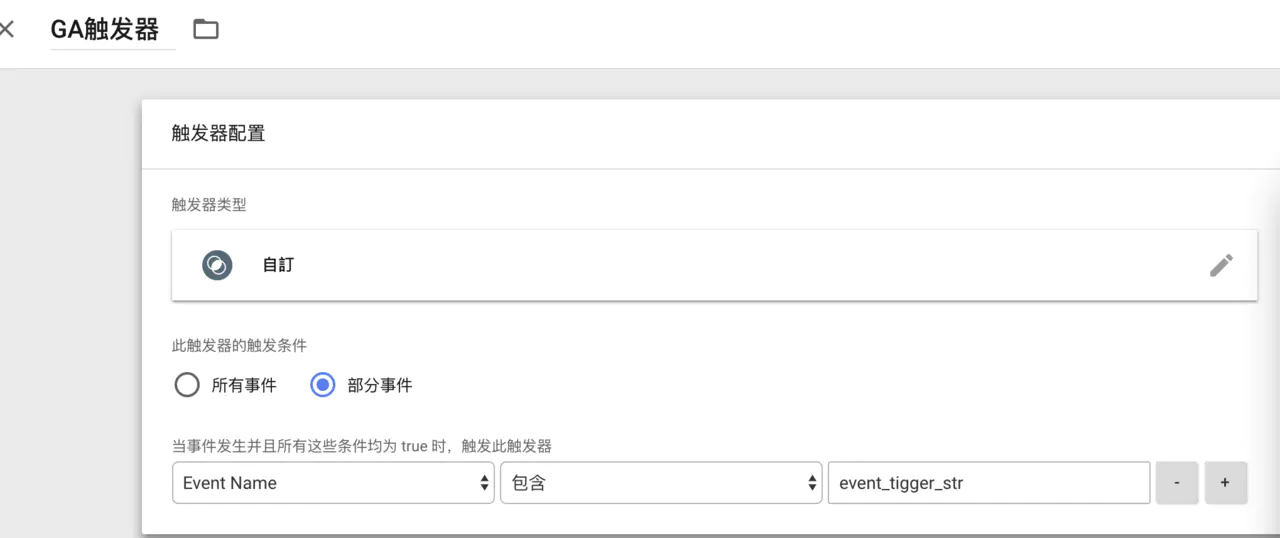 GA触发器
触发器配置
触发器类型
自訂
此触发器的触发条件
所有事件 部分事件
当事件发生并且所有这些条件均为 true 时，触发此触发器
Event Name 包含 event_tigger_str - +